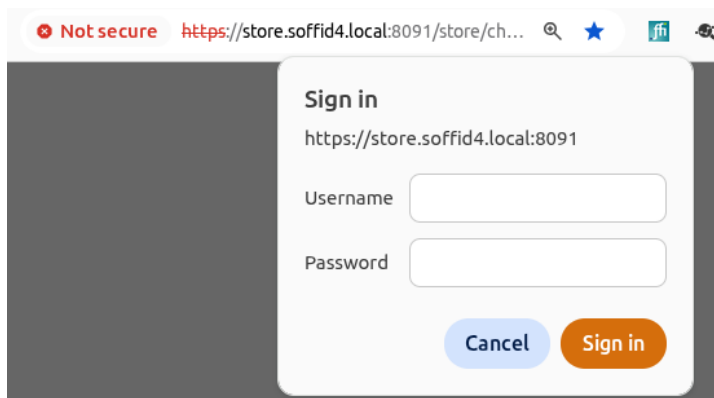 Not secure https://store.soffid4.local:8091/store/ch…
Sign in
https://store.soffid4.local:8091
Username
Password
Cancel Sign in